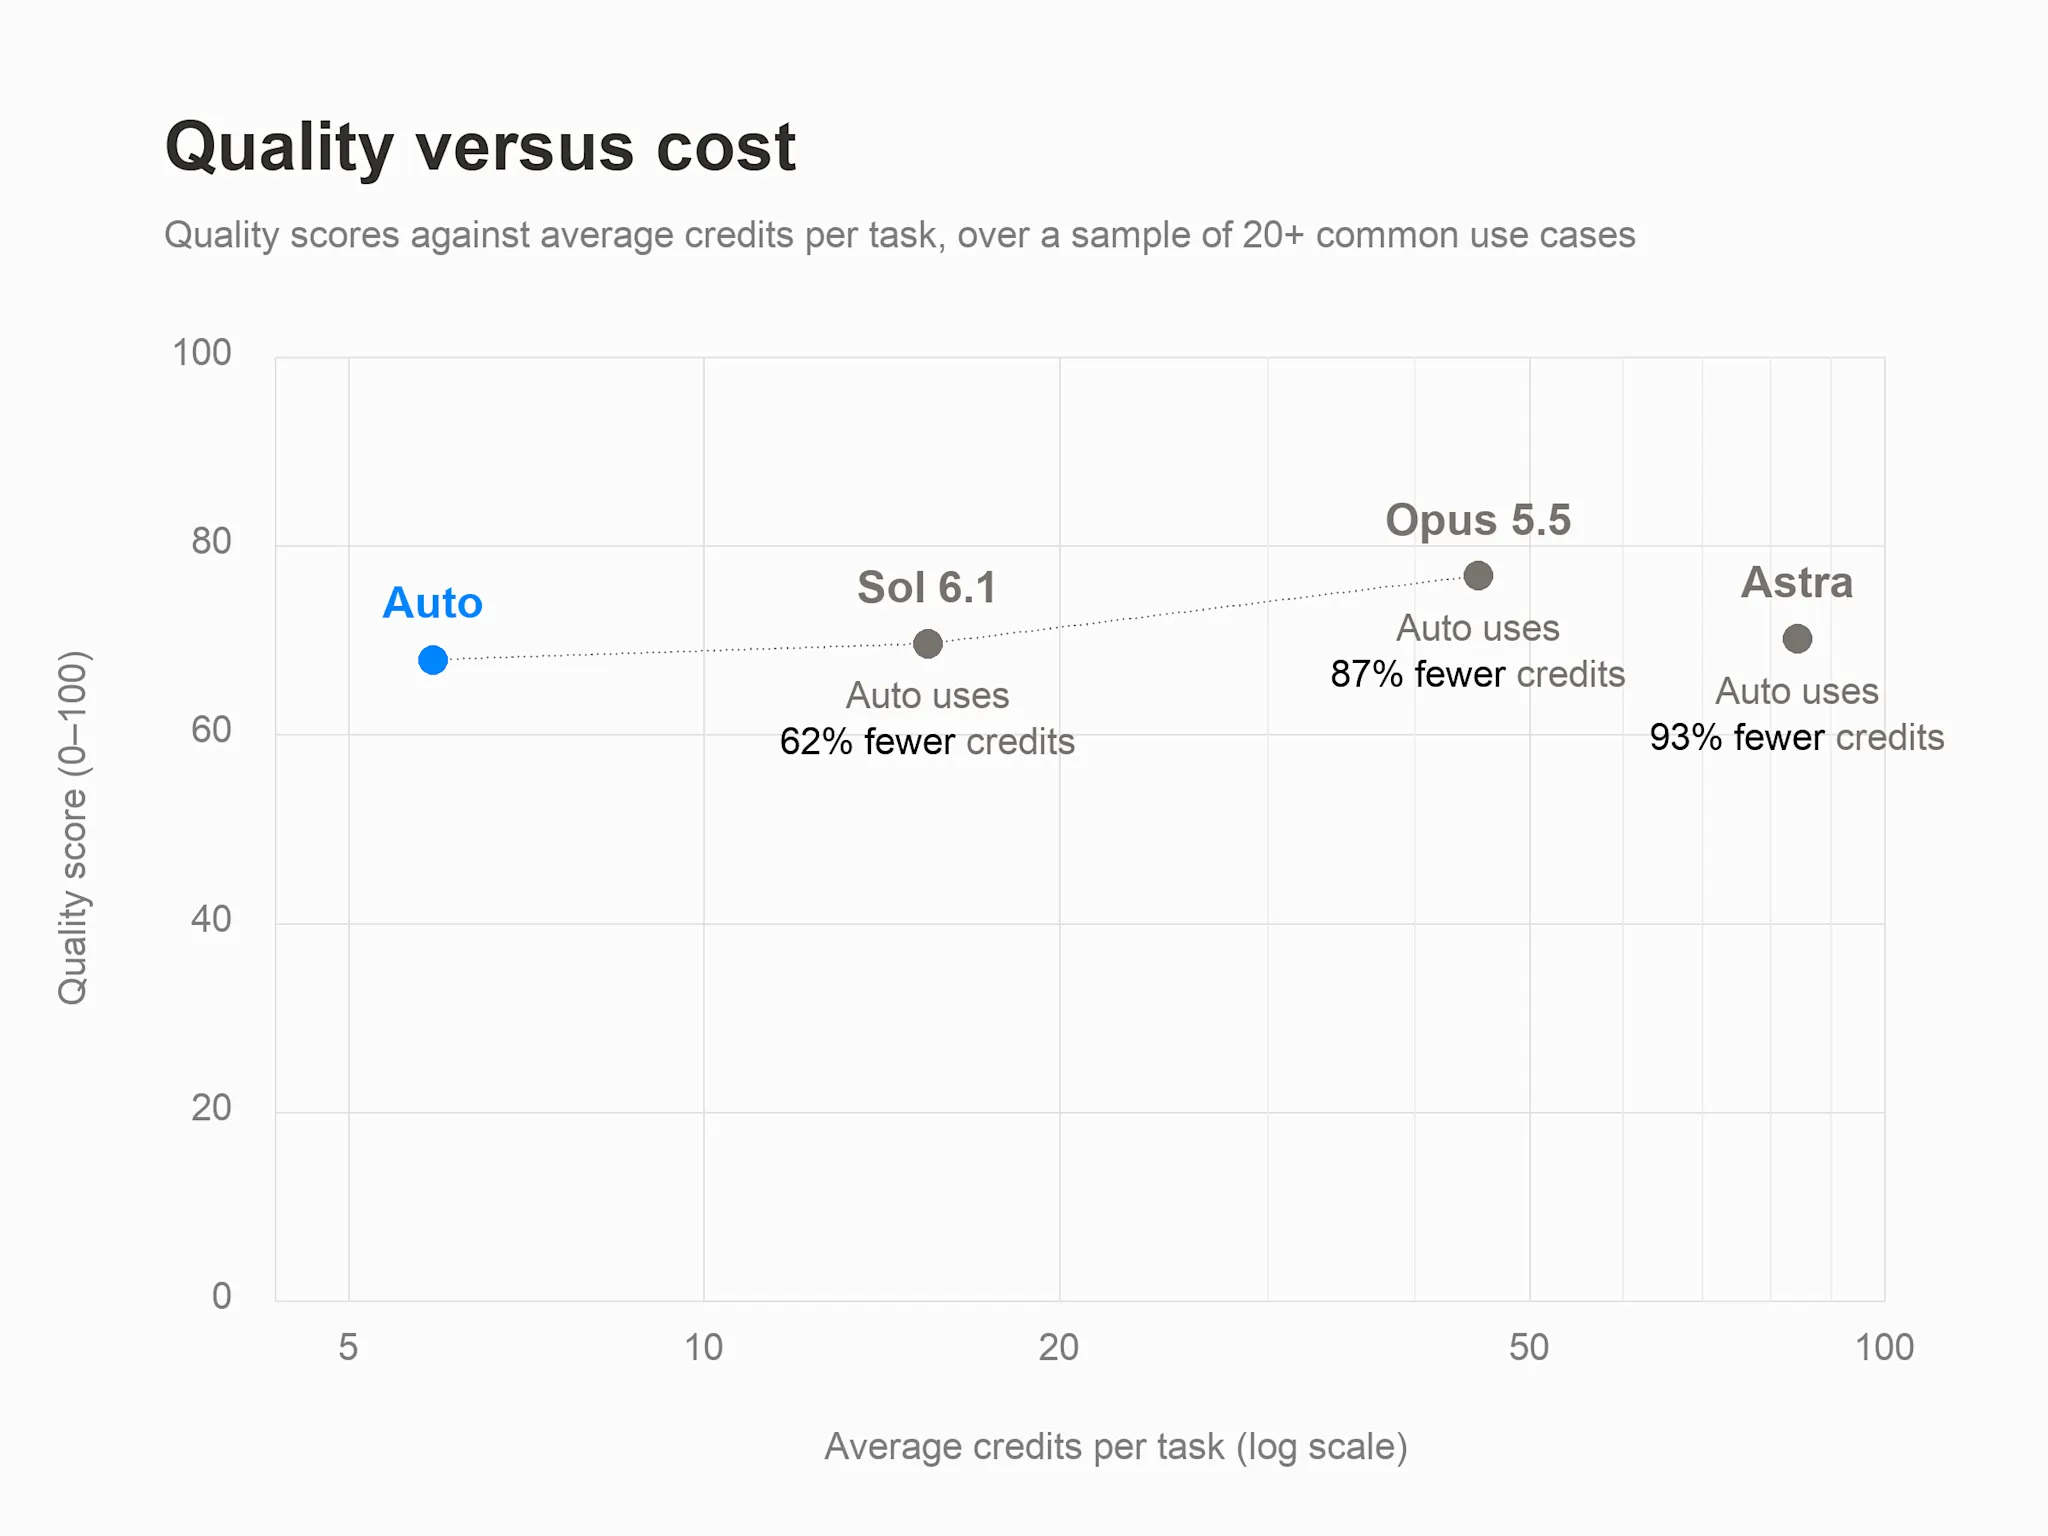 Quality versus cost
Quality scores against average credits per task, over a sample of 20+ common use cases
Quality score (0–100)
100
80
60
40
20
0
Auto
Sol 6.1
Auto uses
62% fewer credits
Opus 5.5
Auto uses
87% fewer credits
Astra
Auto uses
93% fewer credits
5
10
20
50
100
Average credits per task (log scale)